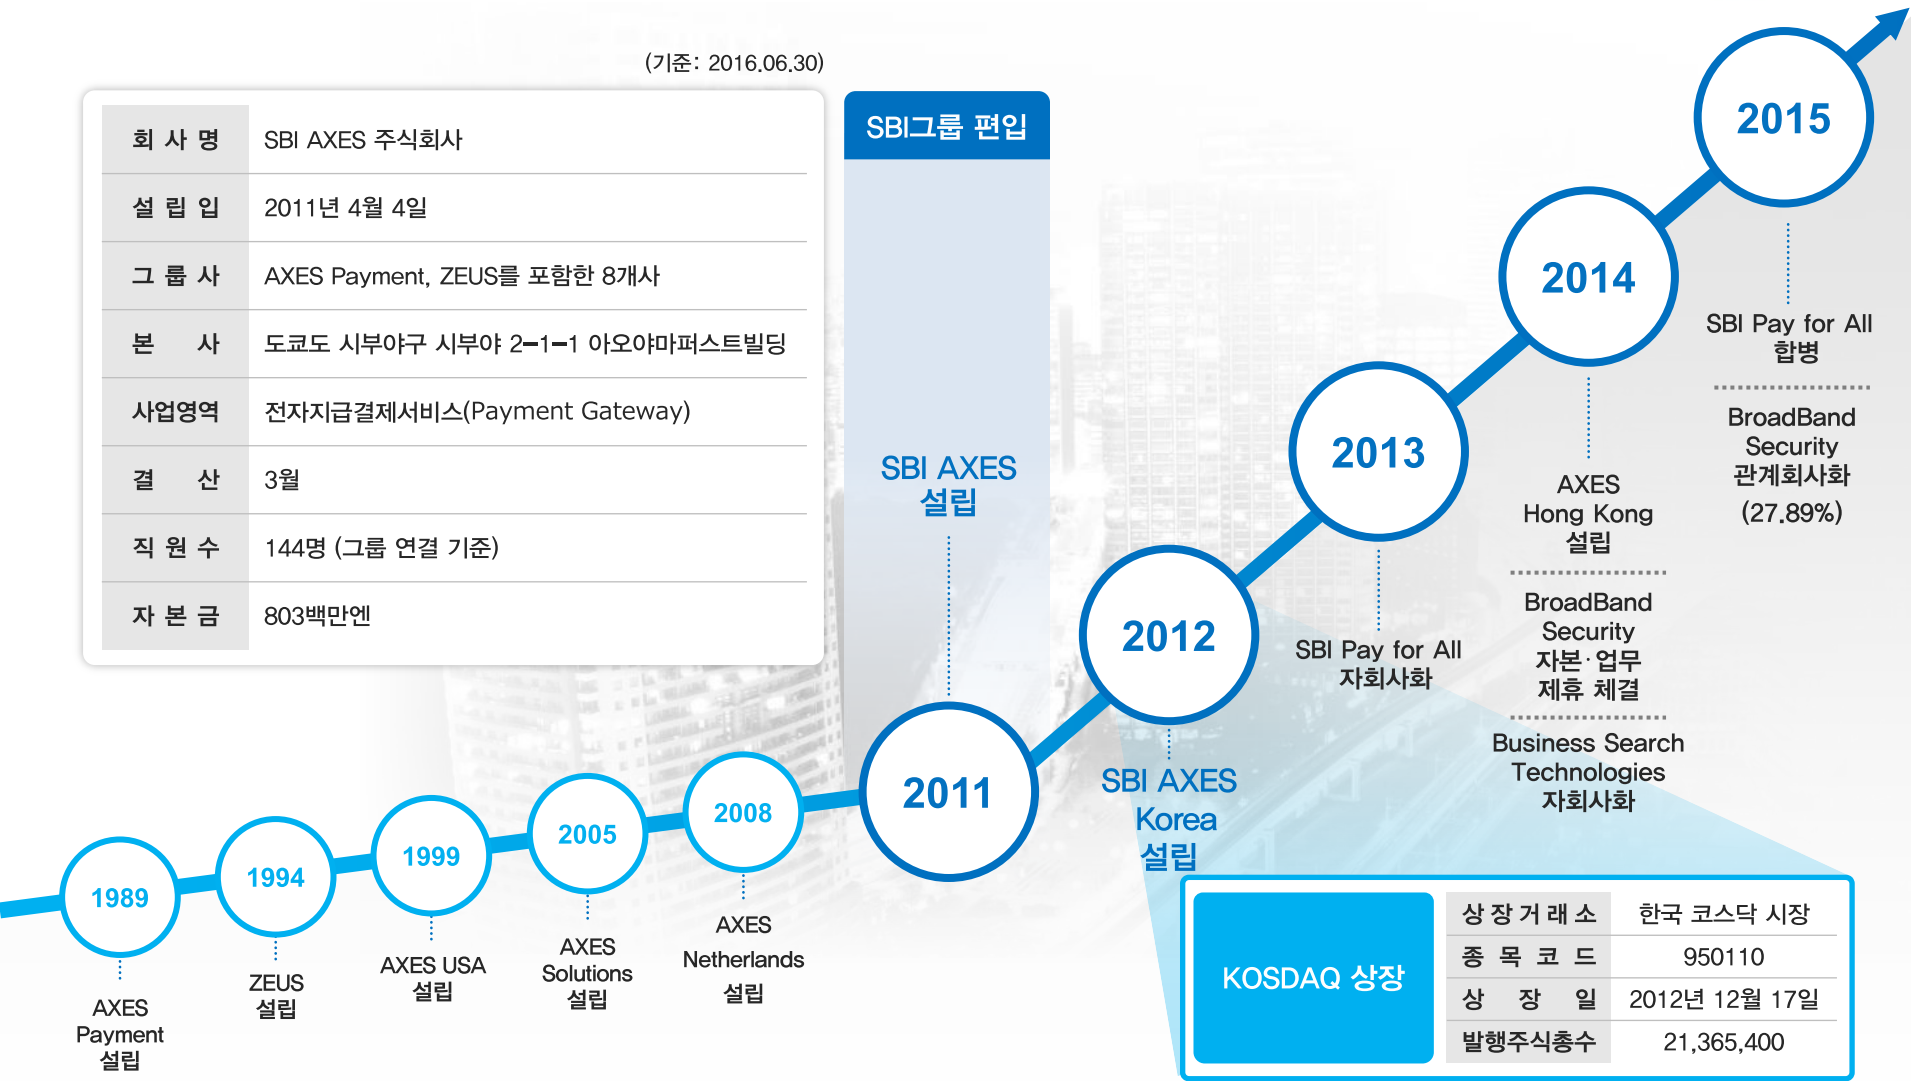 (기준: 2016.06.30)
회 사 명 SBI AXES 주식회사
설 립 입 2011년 4월 4일
그 룹 사 AXES Payment, ZEUS를 포함한 8개사
본 사 도쿄도 시부야구 시부야 2-1-1 아오야마퍼스트빌딩
사업영역 전자지급결제서비스(Payment Gateway)
결 산 3월
직 원 수 144명 (그룹 연결 기준)
자 본 금 803백만엔
SBI그룹 편입
1989
AXES
Payment
설립
1994
ZEUS
설립
1999
AXES USA
설립
2005
AXES
Solutions
설립
2008
AXES
Netherlands
설립
SBI AXES
설립
2011
2012
SBI AXES
Korea
설립
2013
SBI Pay for All
자회사화
2014
AXES
Hong Kong
설립
BroadBand
Security
자본·업무
제휴 체결
Business Search
Technologies
자회사화
2015
SBI Pay for All
합병
BroadBand
Security
관계회사화
(27.89%)
KOSDAQ 상장
상장거래소 한국 코스닥 시장
종 목 코 드 950110
상 장 일 2012년 12월 17일
발행주식총수 21,365,400